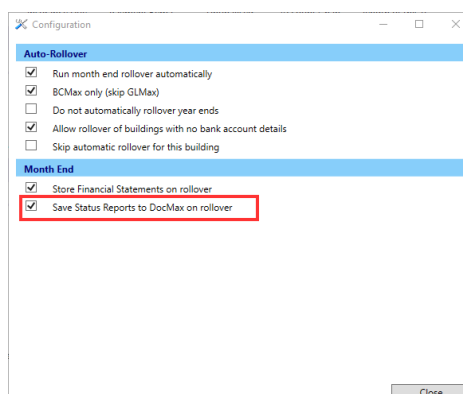 Configuration
Auto-Rollover
Run month end rollover automatically
BCMax only (skip GLMax)
Do not automatically rollover year ends
Allow rollover of buildings with no bank account details
Skip automatic rollover for this building
Month End
Store Financial Statements on rollover
Save Status Reports to DocMax on rollover
Close